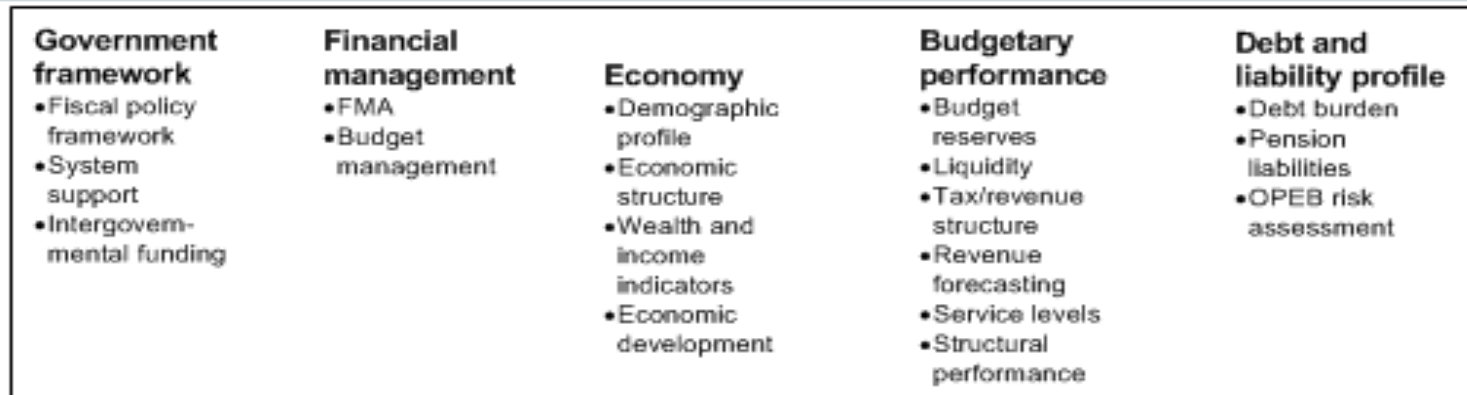 Government
framework
•Fiscal policy
framework
•System
support
•Intergovern-
mental funding
Financial
management
•FMA
•Budget
management
Economy
•Demographic
profile
•Economic
structure
•Wealth and
income
indicators
•Economic
development
Budgetary
performance
•Budget
reserves
•Liquidity
•Tax/revenue
structure
•Revenue
forecasting
•Service levels
•Structural
performance
Debt and
liability profile
•Debt burden
•Pension
liabilities
•OPEB risk
assessment